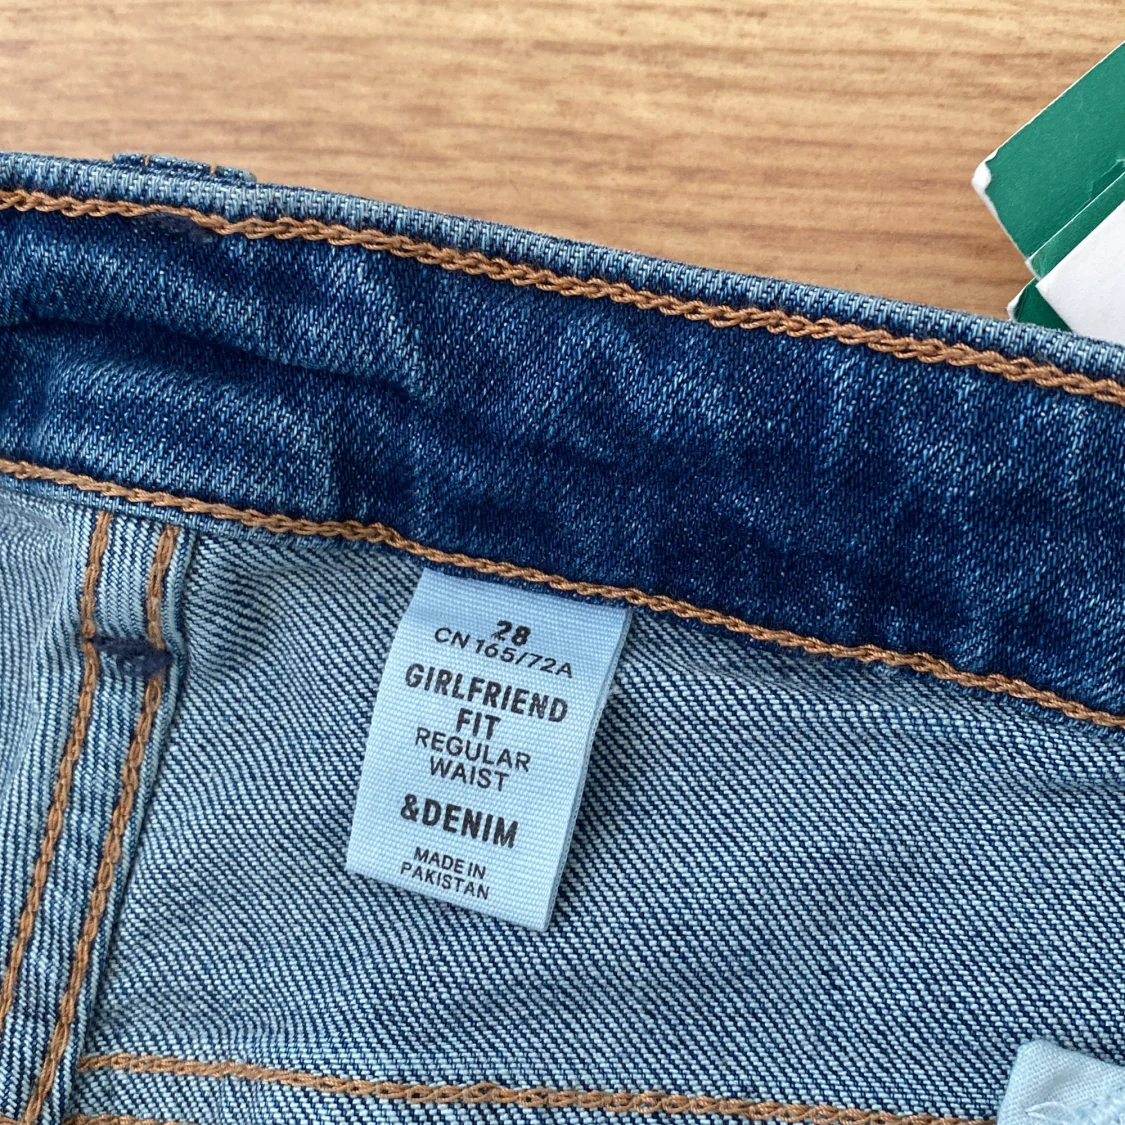 28
CN 165/72A
GIRLFRIEND
FIT
REGULAR
WAIST
&DENIM
MADE IN
PAKISTAN